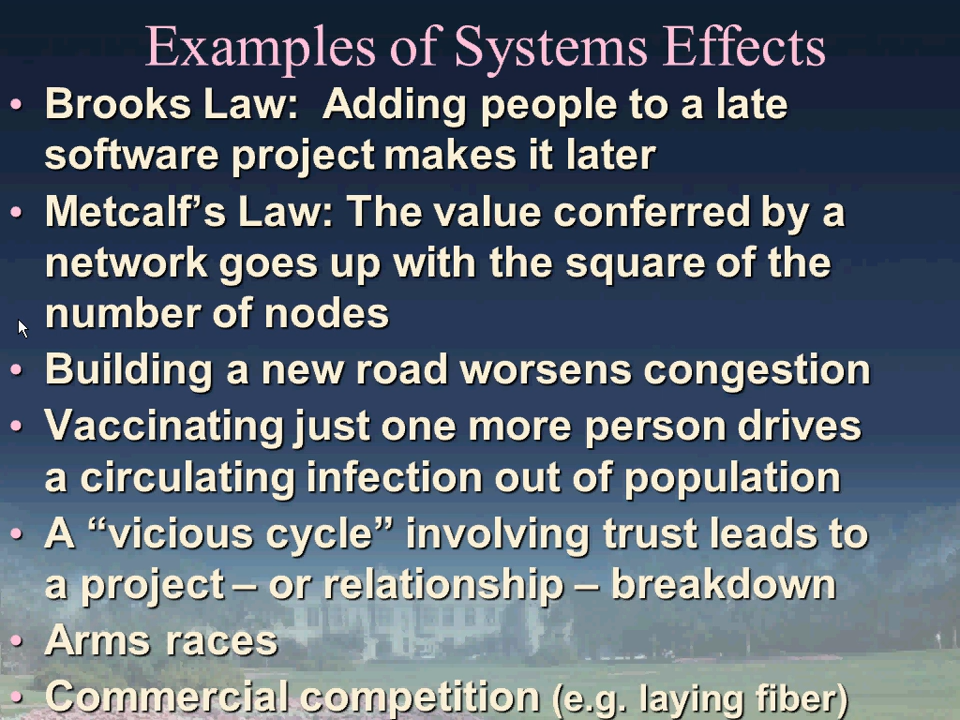 Examples of Systems Effects
• Brooks Law:  Adding people to a late
software project makes it later
• Metcalf’s Law: The value conferred by a
network goes up with the square of the
number of nodes
• Building a new road worsens congestion
• Vaccinating just one more person drives
a circulating infection out of population
• A “vicious cycle” involving trust leads to
a project – or relationship – breakdown
• Arms races
• Commercial competition (e.g. laying fiber)